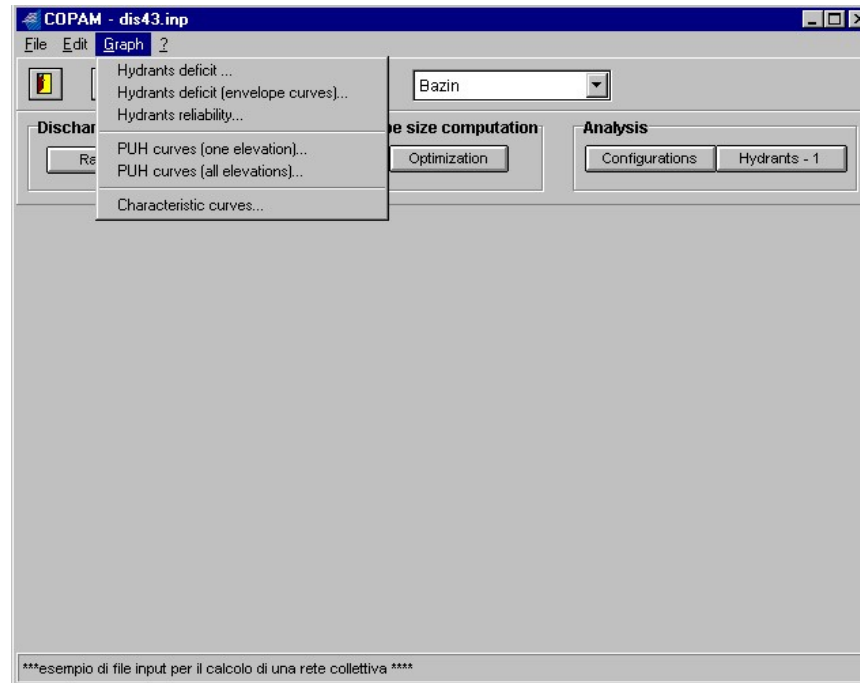 COPAM - dis43.inp
File Edit Graph ?
Hydrants deficit ...
Hydrants deficit (envelope curves)...
Hydrants reliability...
PUH curves (one elevation)...
PUH curves (all elevations)...
Characteristic curves...
Bazin
Dischar
Ra
e size computation
Optimization
Analysis
Configurations Hydrants - 1
***esempio di file input per il calcolo di una rete collettiva ****